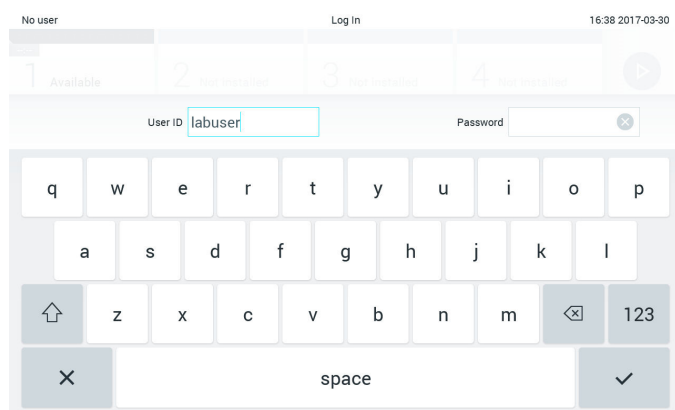 No user Log In 16:38 2017-03-30
1 Available 2 Not installed 3 Not installed 4 Not installed
User ID labuser Password
q w e r t y u i o p
a s d f g h j k l
z x c v b n m 123
space